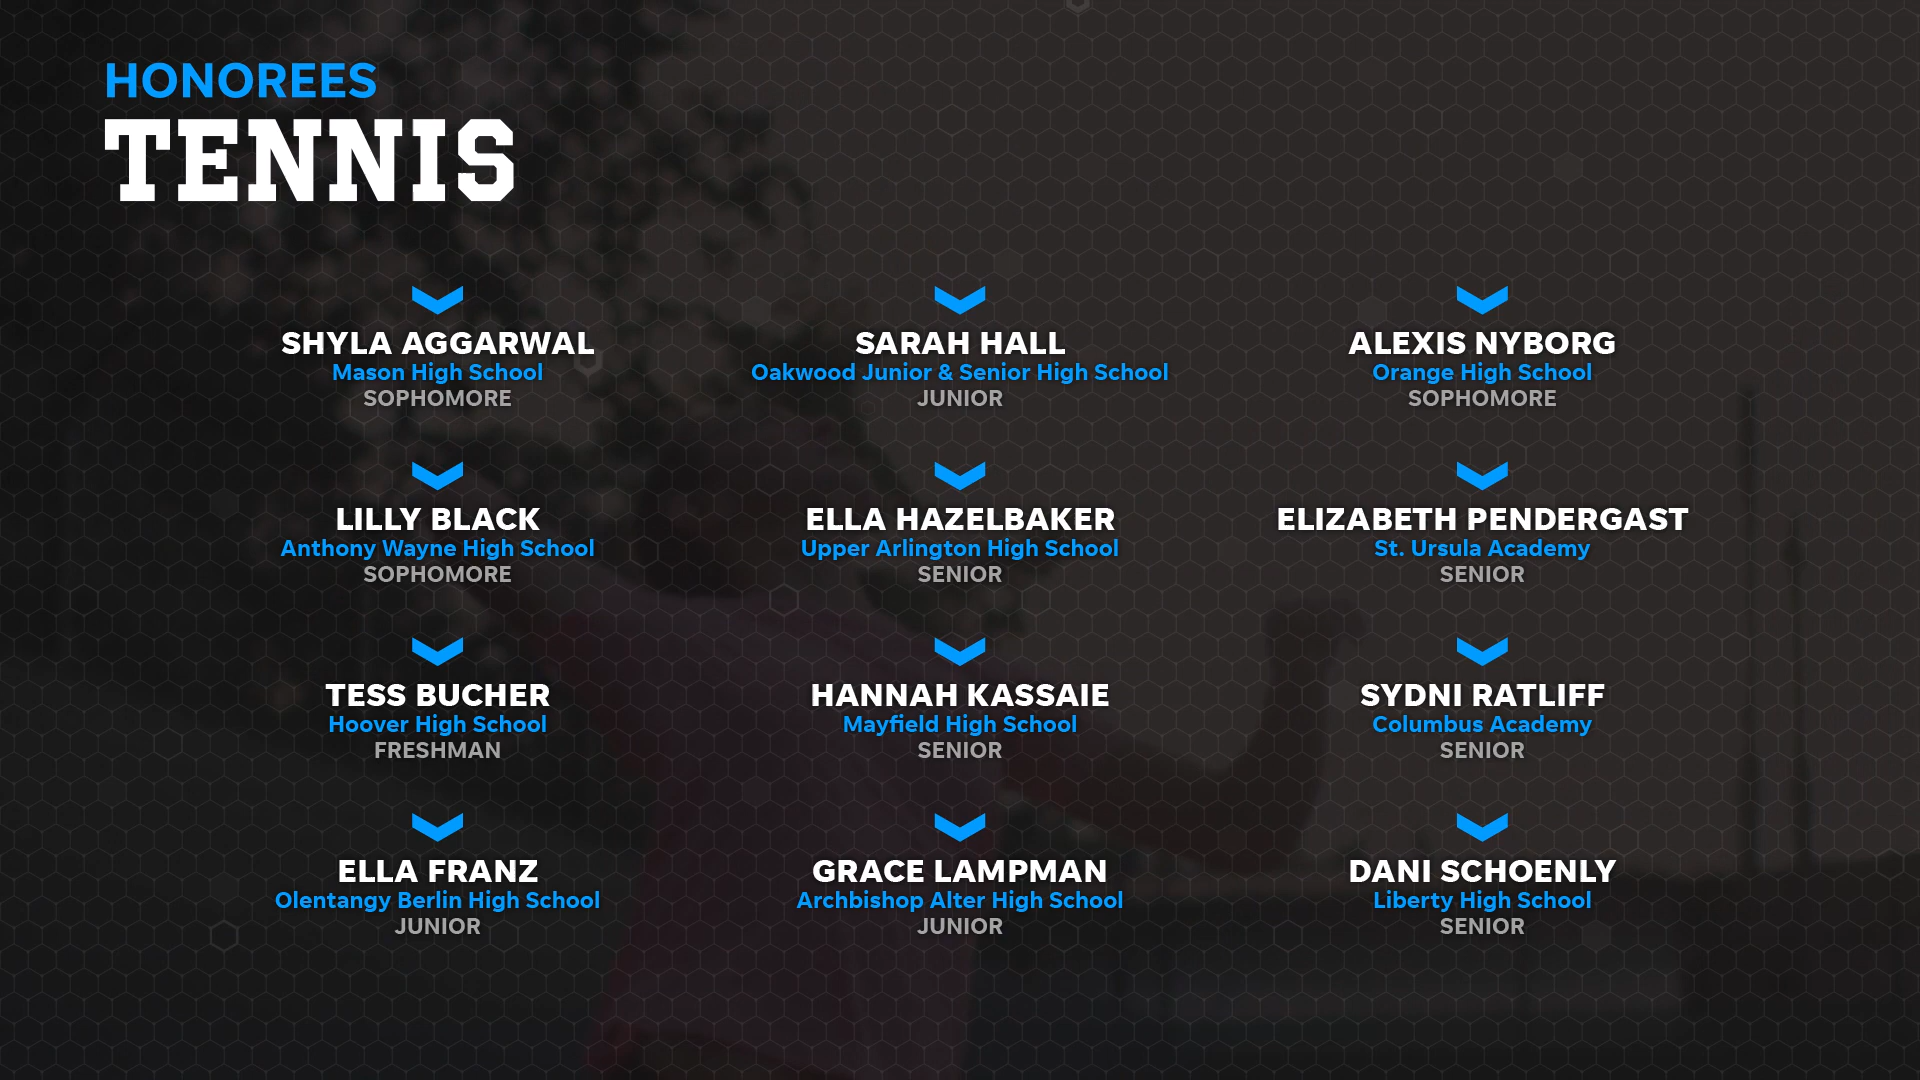 HONOREES
TENNIS
SHYLA AGGARWAL
Mason High School
SOPHOMORE
SARAH HALL
Oakwood Junior & Senior High School
JUNIOR
ALEXIS NYBORG
Orange High School
SOPHOMORE
LILLY BLACK
Anthony Wayne High School
SOPHOMORE
ELLA HAZELBAKER
Upper Arlington High School
SENIOR
ELIZABETH PENDERGAST
St. Ursula Academy
SENIOR
TESS BUCHER
Hoover High School
FRESHMAN
HANNAH KASSAIE
Mayfield High School
SENIOR
SYDNI RATLIFF
Columbus Academy
SENIOR
ELLA FRANZ
Olentangy Berlin High School
JUNIOR
GRACE LAMPMAN
Archbishop Alter High School
JUNIOR
DANI SCHOENLY
Liberty High School
SENIOR